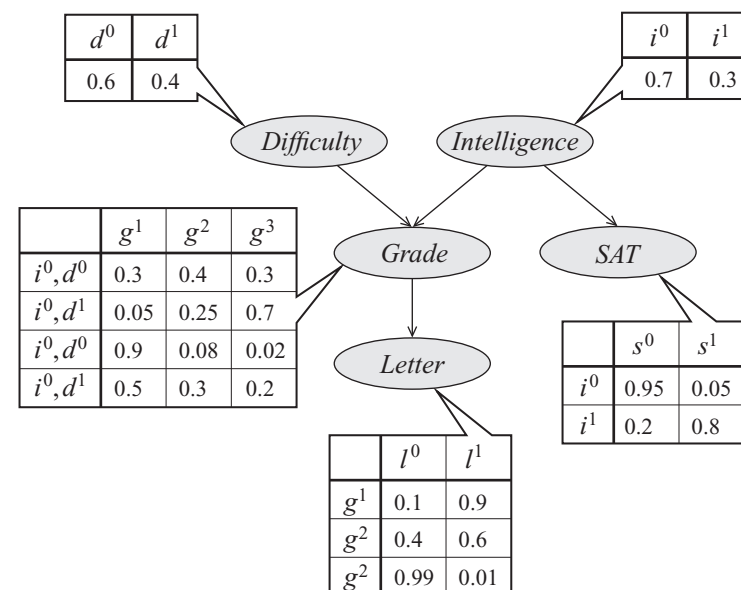 d⁰ d¹
0.6 0.4
i⁰ i¹
0.7 0.3
Difficulty
Intelligence
g¹ g² g³
i⁰, d⁰ 0.3 0.4 0.3
i⁰, d¹ 0.05 0.25 0.7
i⁰, d⁰ 0.9 0.08 0.02
i⁰, d¹ 0.5 0.3 0.2
Grade
SAT
Letter
s⁰ s¹
i⁰ 0.95 0.05
i¹ 0.2 0.8
l⁰ l¹
g¹ 0.1 0.9
g² 0.4 0.6
g² 0.99 0.01